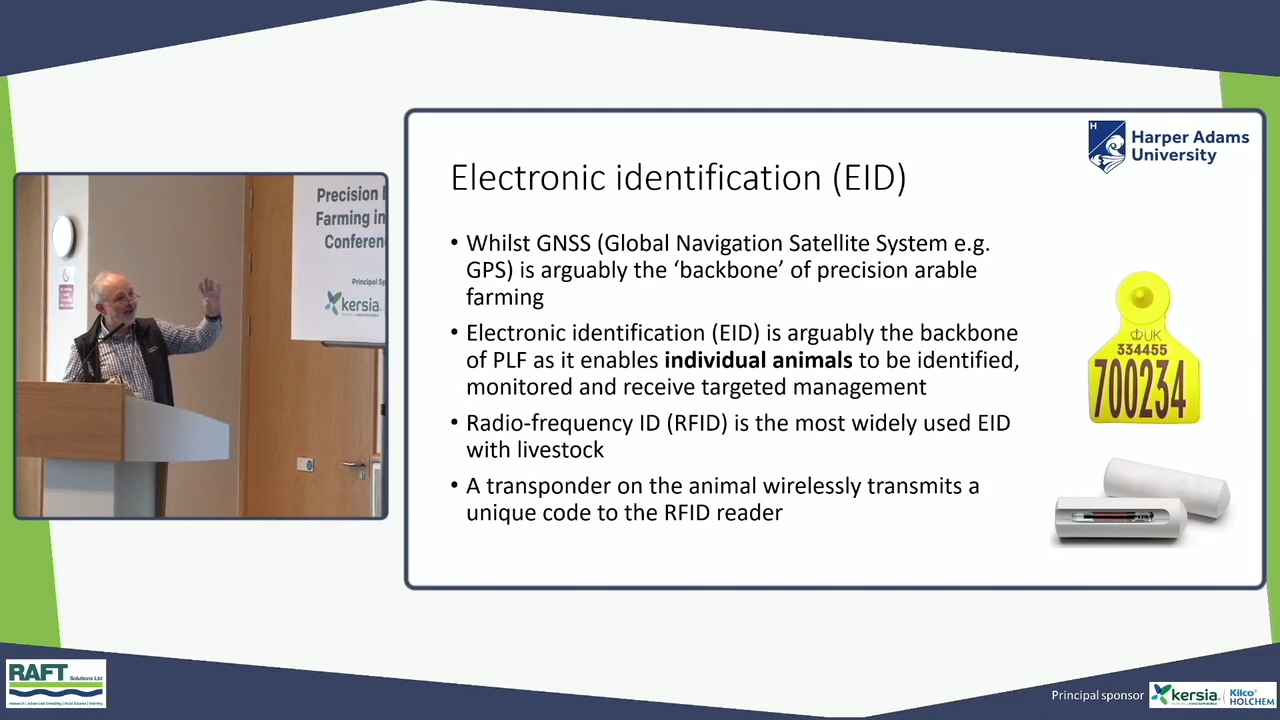 Harper Adams
University
Electronic identification (EID)
• Whilst GNSS (Global Navigation Satellite System e.g.
GPS) is arguably the ‘backbone’ of precision arable
farming
• Electronic identification (EID) is arguably the backbone
of PLF as it enables individual animals to be identified,
monitored and receive targeted management
• Radio-frequency ID (RFID) is the most widely used EID
with livestock
• A transponder on the animal wirelessly transmits a
unique code to the RFID reader
UK
334455
700234
Precision
Farming in
Conferen
Principal Sp
kersia
RAFT
Solutions Ltd
Principal sponsor
kersia
Kilco
HOLCHEM